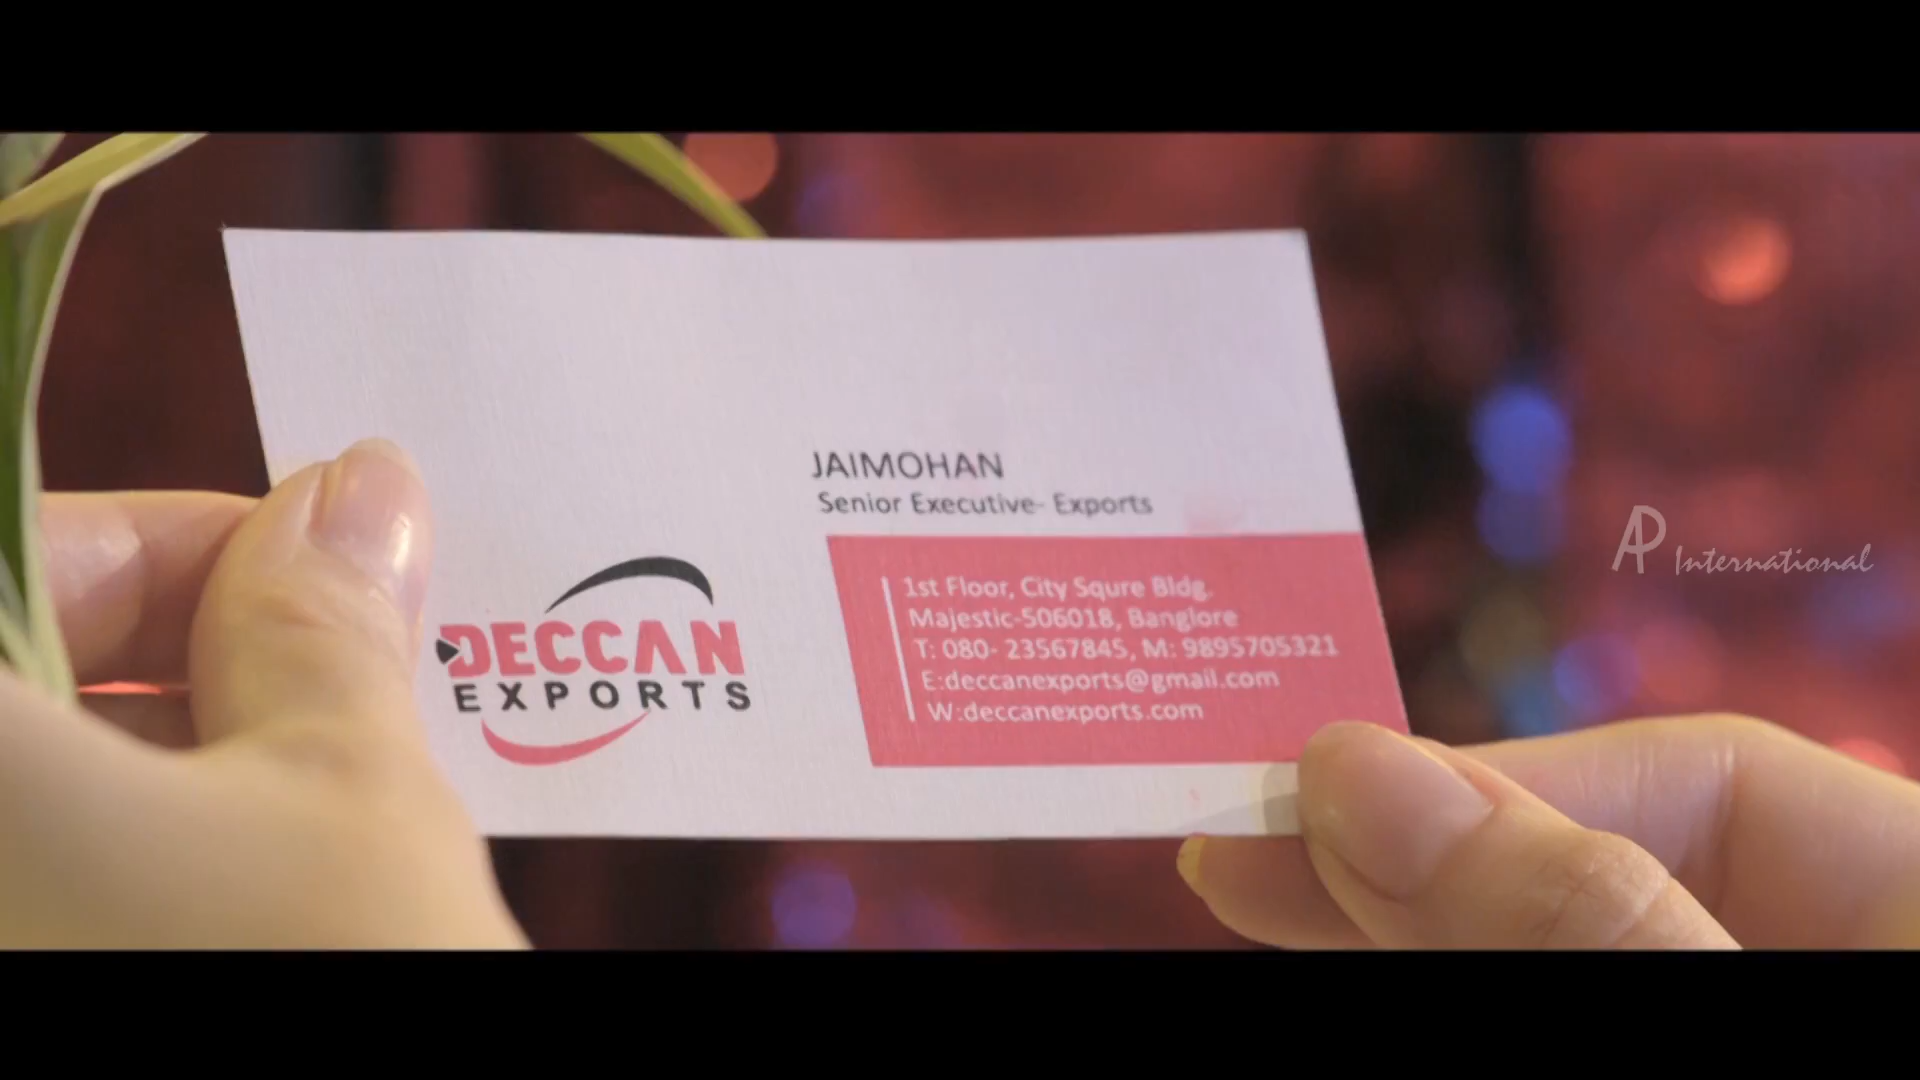 JAIMOHAN
Senior Executive- Exports
DECCAN
EXPORTS
1st Floor, City Squre Bldg.
Majestic-506018, Banglore
T: 080- 23567845, M: 9895705321
E:deccanexports@gmail.com
W:deccanexports.com
AP International